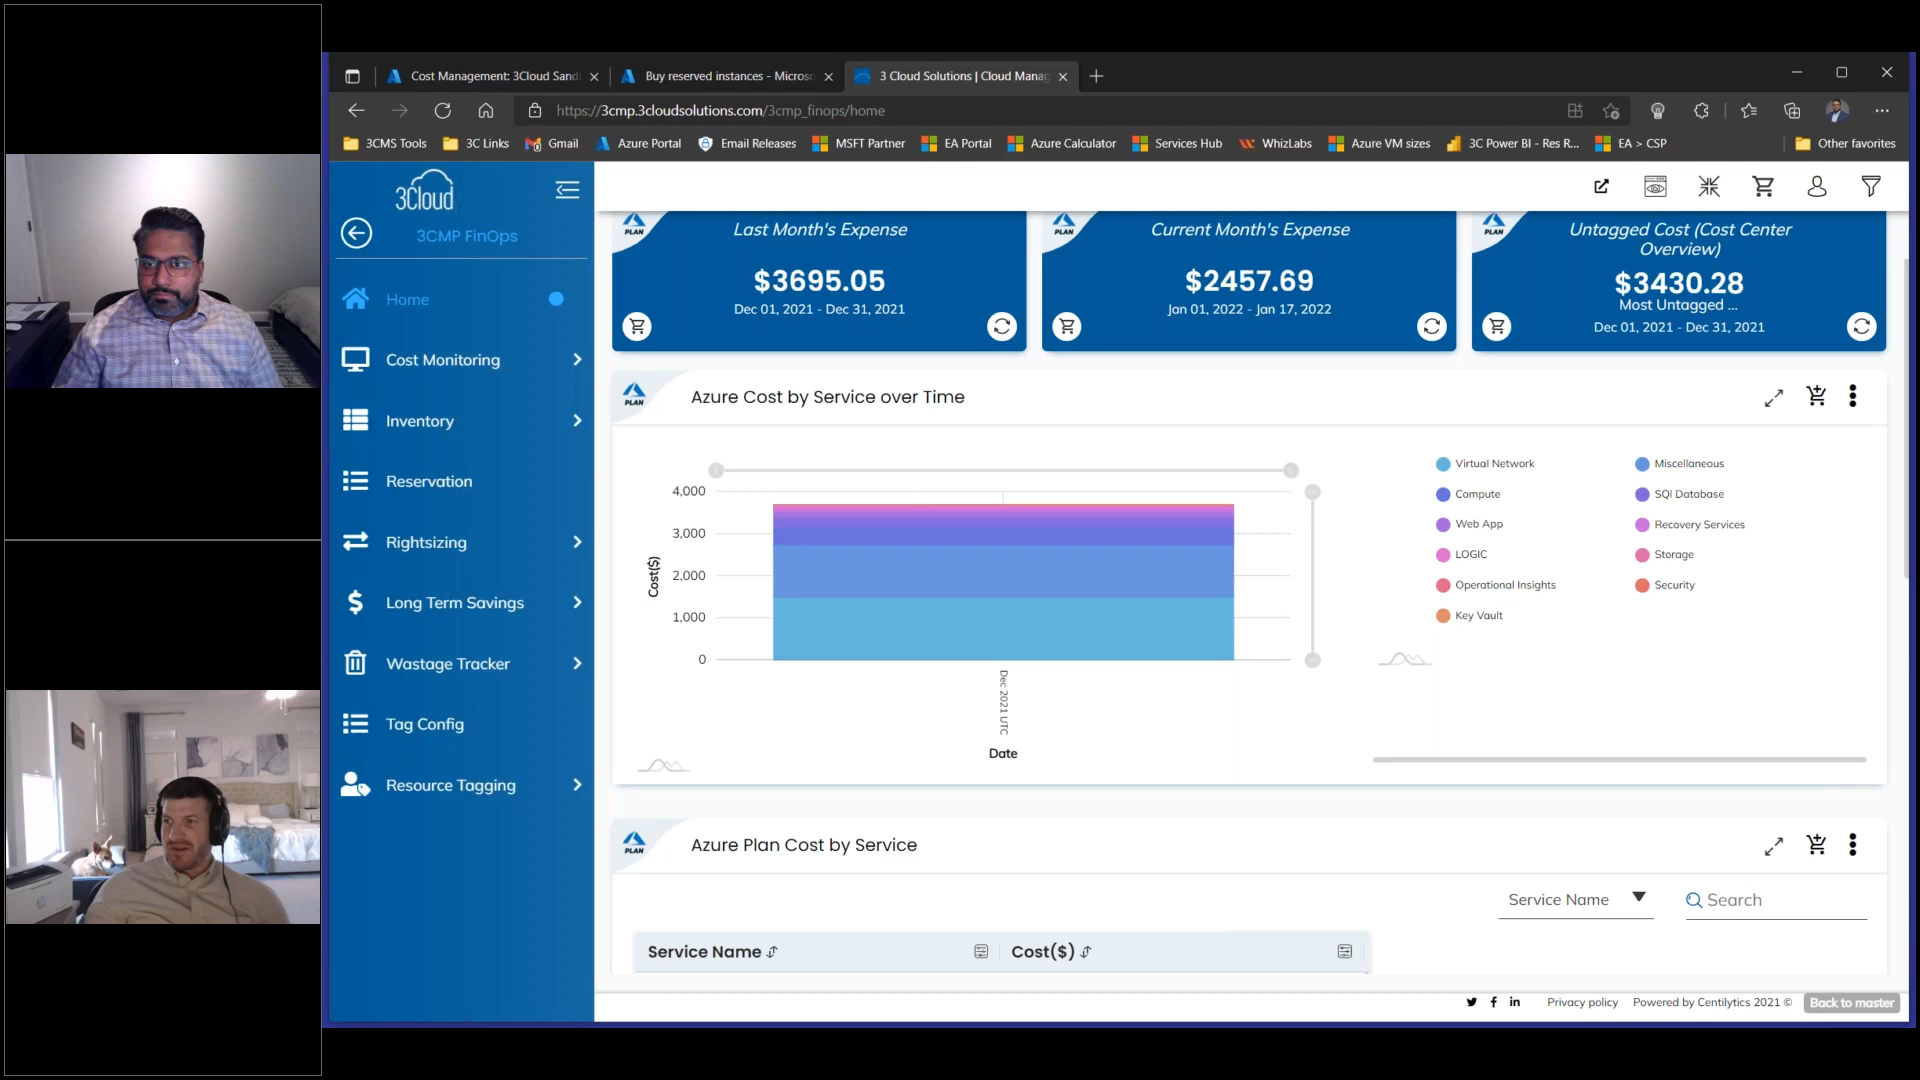 Cost Management: 3Cloud Sand
Buy reserved instances - Microso
3 Cloud Solutions | Cloud Manag
https://3cmp.3cloudsolutions.com/3cmp_finops/home
3CMS Tools
3C Links
Gmail
Azure Portal
Email Releases
MSFT Partner
EA Portal
Azure Calculator
Services Hub
WhizLabs
Azure VM sizes
3C Power BI - Res R...
EA > CSP
Other favorites
3Cloud
3CMP FinOps
Home
Cost Monitoring
Inventory
Reservation
Rightsizing
Long Term Savings
Wastage Tracker
Tag Config
Resource Tagging
PLAN
Last Month's Expense
$3695.05
Dec 01, 2021 - Dec 31, 2021
PLAN
Current Month's Expense
$2457.69
Jan 01, 2022 - Jan 17, 2022
PLAN
Untagged Cost (Cost Center
Overview)
$3430.28
Most Untagged ...
Dec 01, 2021 - Dec 31, 2021
PLAN
Azure Cost by Service over Time
4,000
3,000
2,000
1,000
0
Cost($)
Dec 2021 UTC
Date
Virtual Network
Miscellaneous
Compute
SQl Database
Web App
Recovery Services
LOGIC
Storage
Operational Insights
Security
Key Vault
PLAN
Azure Plan Cost by Service
Service Name
Search
Service Name
Cost($)
Privacy policy
Powered by Centilytics 2021 ©
Back to master